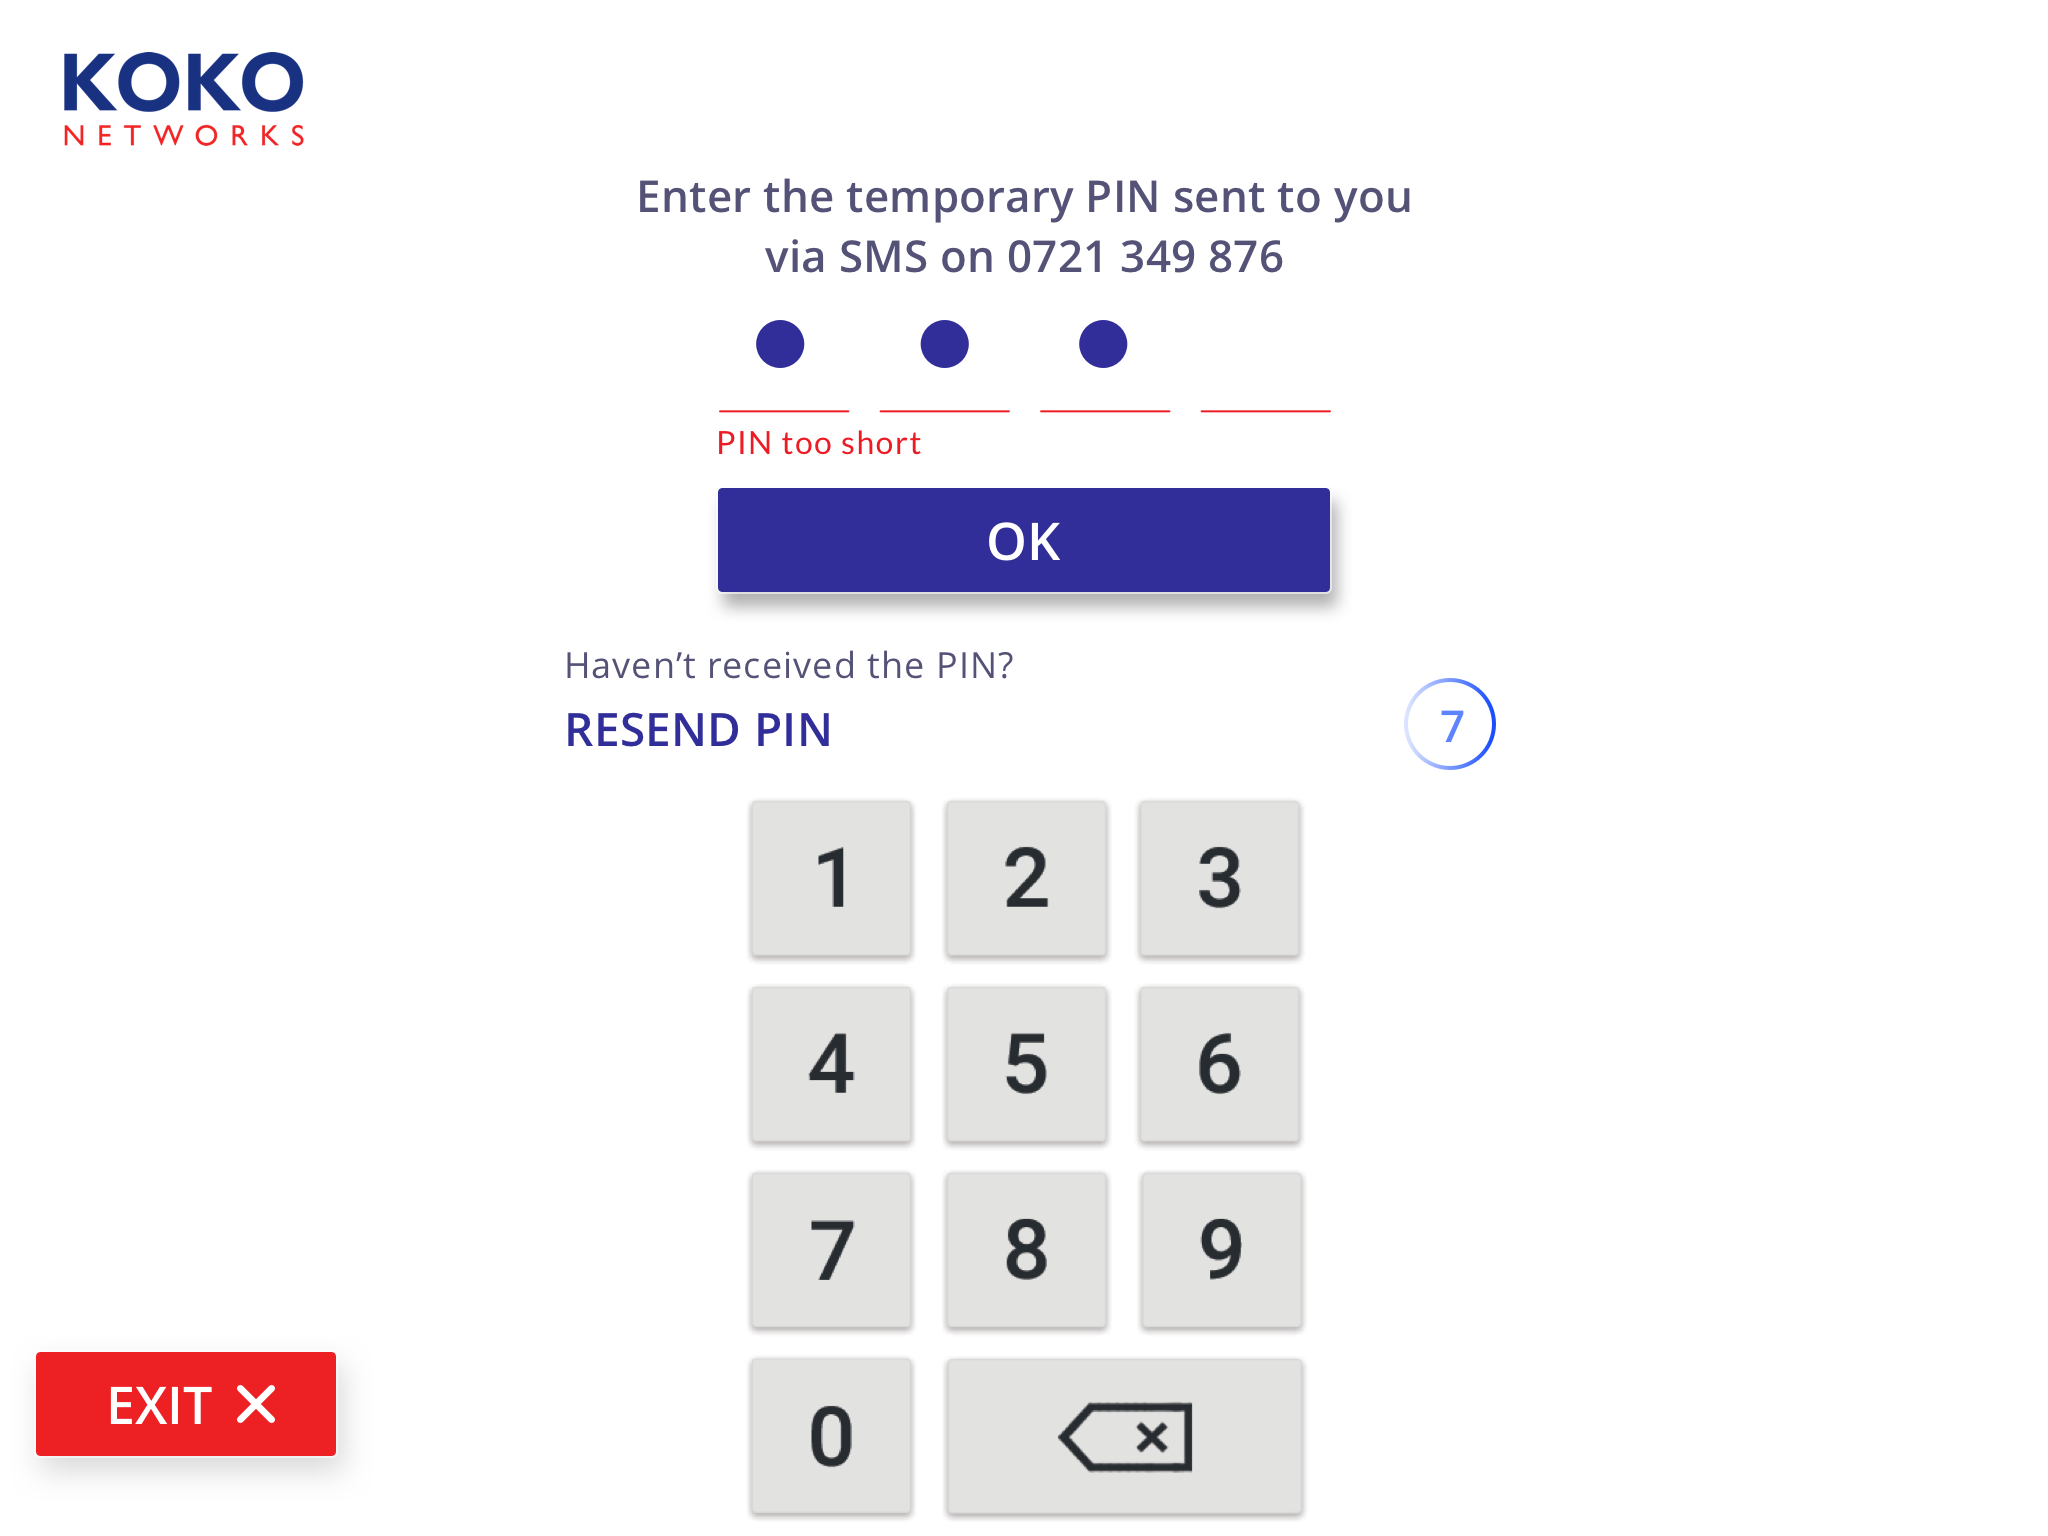 KOKO
NETWORKS
Enter the temporary PIN sent to you
via SMS on 0721 349 876
PIN too short
OK
Haven’t received the PIN?
RESEND PIN
7
1 2 3
4 5 6
7 8 9
EXIT
0